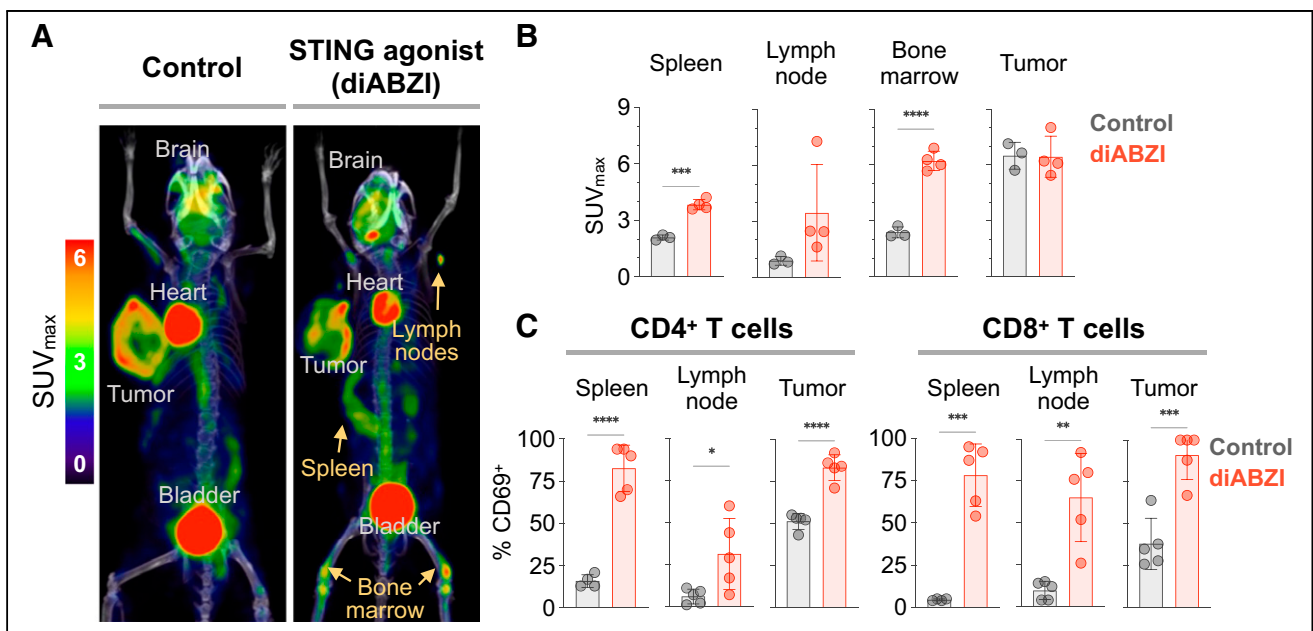 A
Control
STING agonist
(diABZI)
Brain
Brain
Heart
Heart
Lymph
nodes
Tumor
Tumor
Spleen
Bladder
Bladder
Bone
marrow
SUVmax
6
3
0
B
Spleen
Lymph
node
Bone
marrow
Tumor
SUVmax
9
6
3
0
***
****
Control
diABZI
C
CD4+ T cells
CD8+ T cells
Spleen
Lymph
node
Tumor
Spleen
Lymph
node
Tumor
% CD69+
100
75
50
25
0
****
*
****
100
75
50
25
0
***
**
***
Control
diABZI